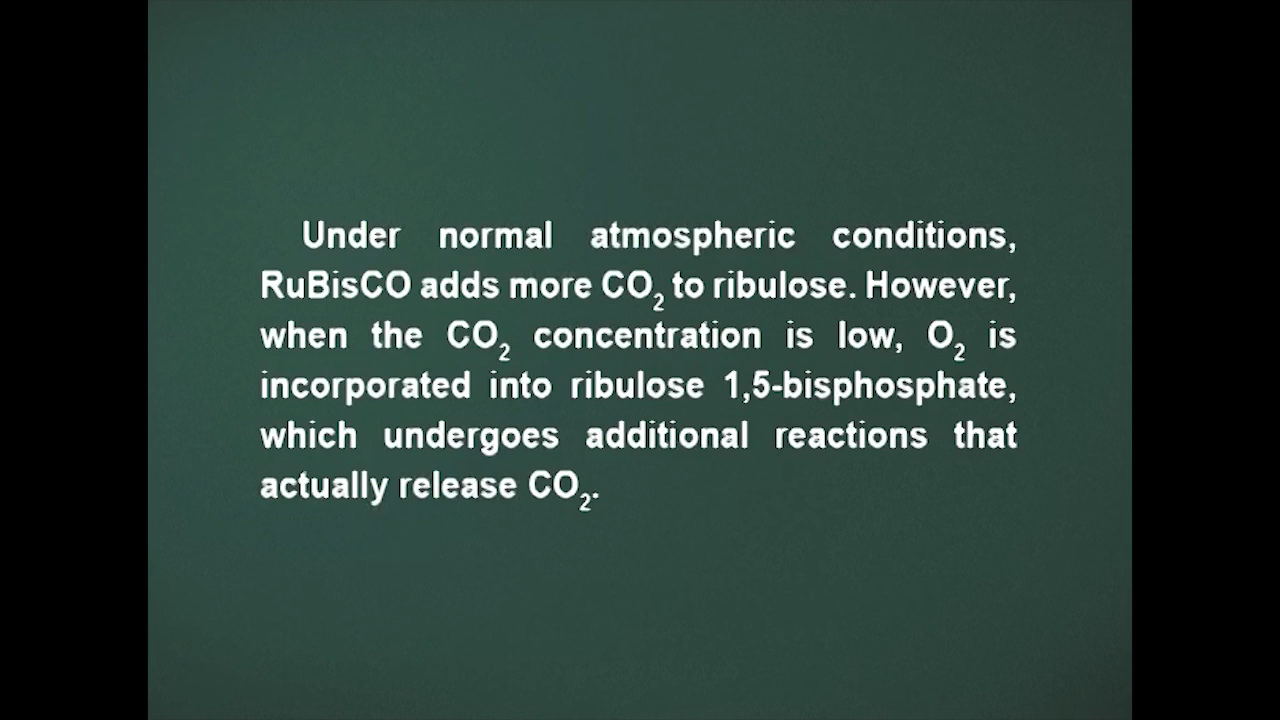 Under normal atmospheric conditions,
RuBisCO adds more CO₂ to ribulose. However,
when the CO₂ concentration is low, O₂ is
incorporated into ribulose 1,5-bisphosphate,
which undergoes additional reactions that
actually release CO₂.